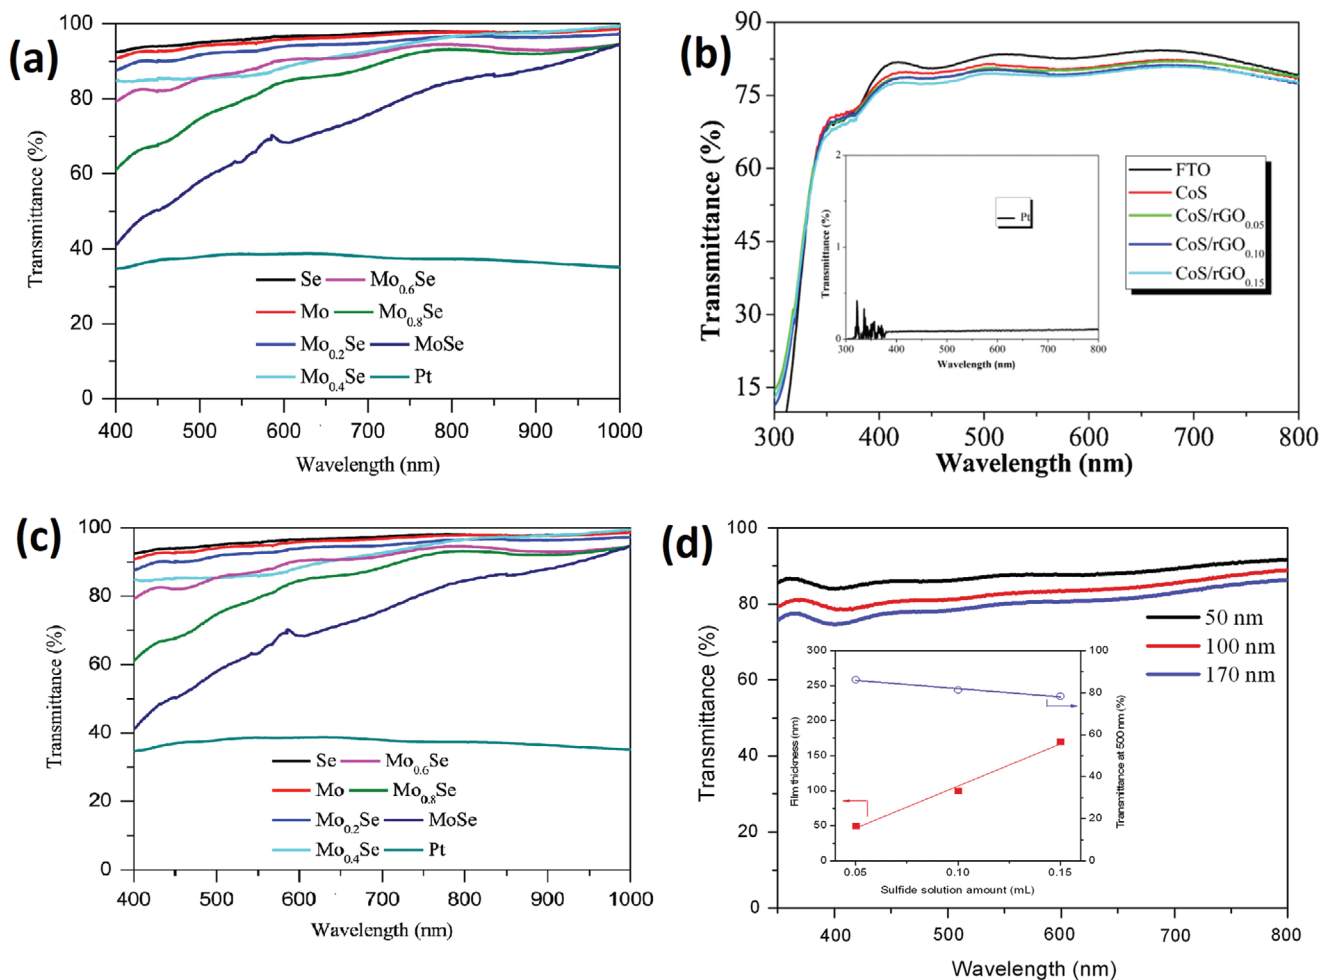 (a)
100
80
60
40
20
0
Transmittance (%)
Se Mo0.6Se
Mo Mo0.8Se
Mo0.2Se MoSe
Mo0.4Se Pt
400 500 600 700 800 900 1000
Wavelength (nm)
(b)
90
75
60
45
30
15
Transmittance (%)
FTO
CoS
CoS/rGO0.05
CoS/rGO0.10
CoS/rGO0.15
2
1
0
Transmittance (%)
Pt
300 400 500 600 700 800
Wavelength (nm)
300 400 500 600 700 800
Wavelength (nm)
(c)
100
80
60
40
20
0
Transmittance (%)
Se Mo0.6Se
Mo Mo0.8Se
Mo0.2Se MoSe
Mo0.4Se Pt
400 500 600 700 800 900 1000
Wavelength (nm)
(d)
100
80
60
40
20
0
Transmittance (%)
50 nm
100 nm
170 nm
300
250
200
150
100
50
0
Film thickness (nm)
100
80
60
40
20
0
Transmittance at 500 nm (%)
0.05 0.10 0.15
Sulfide solution amount (mL)
400 500 600 700 800
Wavelength (nm)